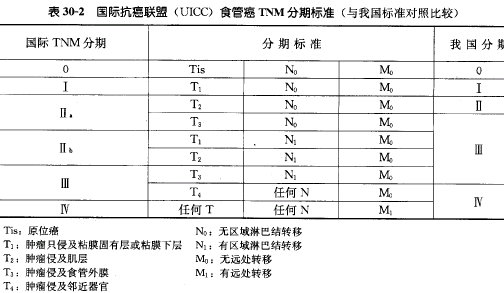 表 30-2 国际抗癌联盟（UICC）食管癌 TNM 分期标准（与我国标准对照比较）
国际 TNM 分期 分期标准 我国分期
0 Tis N₀ M₀ 0
Ⅰ T₁ N₀ M₀ Ⅰ
Ⅱa T₂ N₀ M₀ Ⅱ
T₃ N₀ M₀ Ⅲ
Ⅱb T₁ N₁ M₀
T₂ N₁ M₀
Ⅲ T₃ N₁ M₀
T₄ 任何 N M₀ Ⅳ
Ⅳ 任何 T 任何 N M₁
Tis：原位癌 N₀：无区域淋巴结转移
T₁：肿瘤只侵及粘膜固有层或粘膜下层 N₁：有区域淋巴结转移
T₂：肿瘤侵及肌层 M₀：无远处转移
T₃：肿瘤侵及食管外膜 M₁：有远处转移
T₄：肿瘤侵及邻近器官